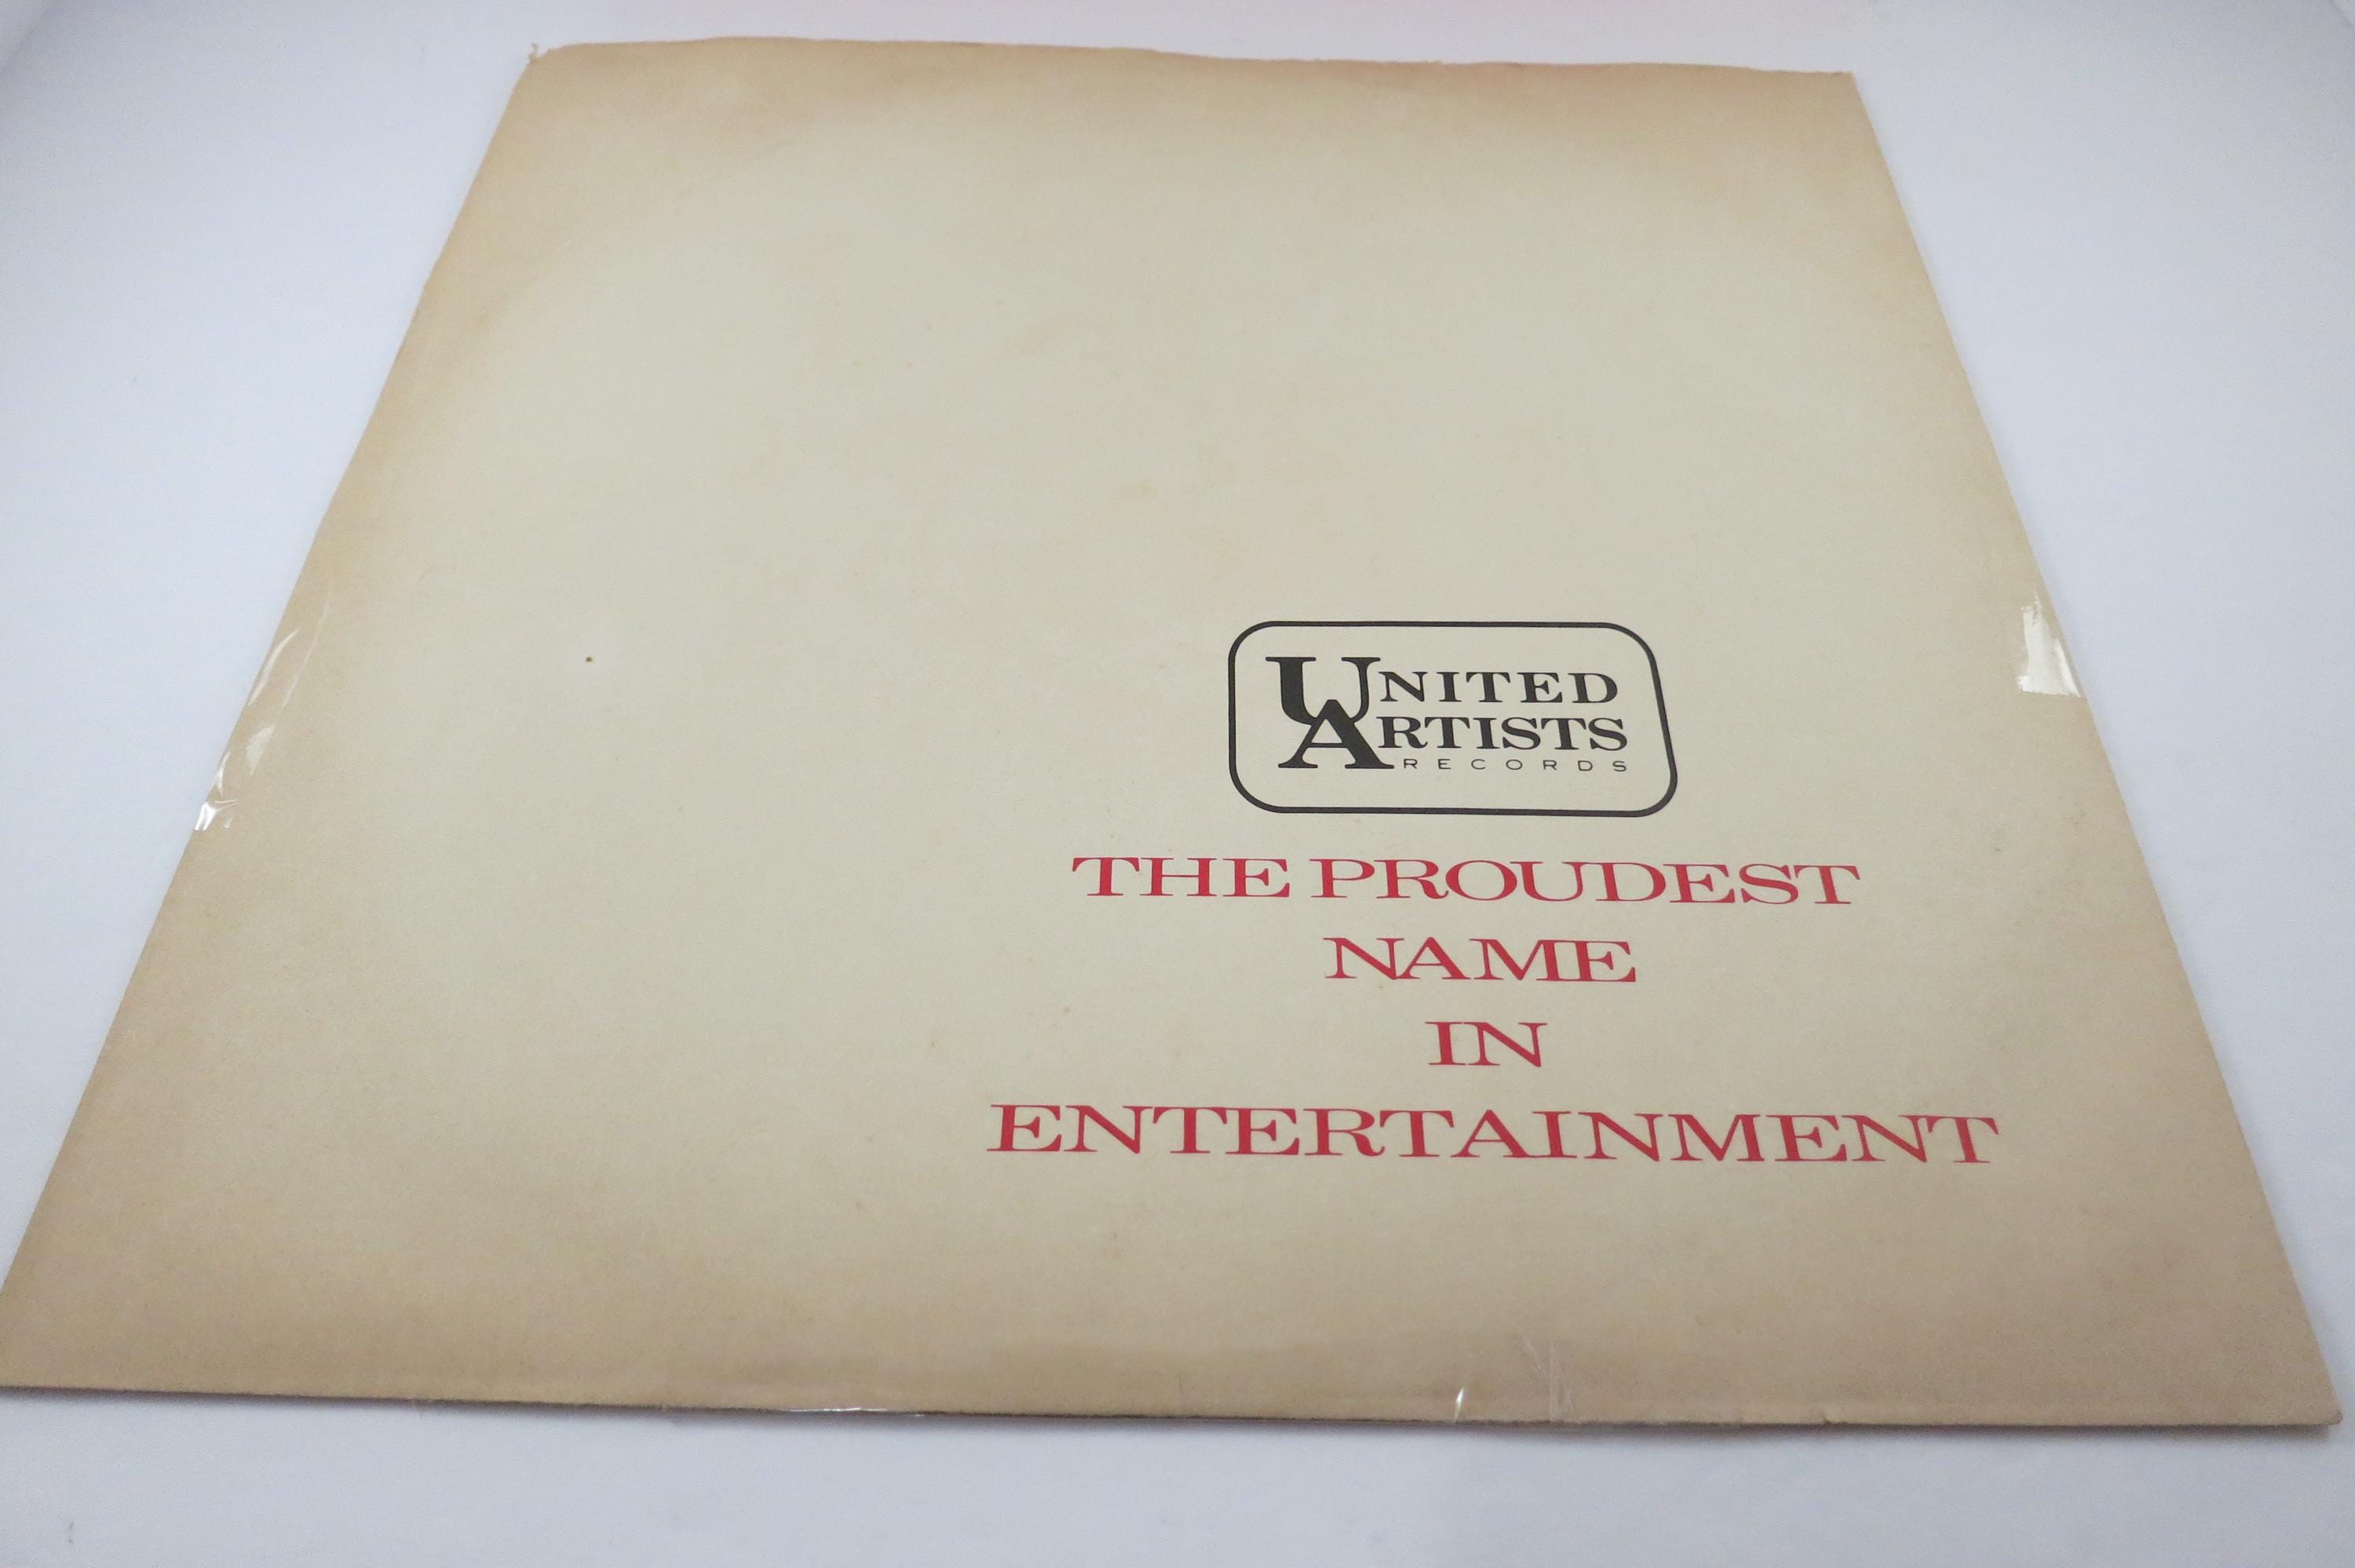 UNITED
ARTISTS
RECORDS
THE PROUDEST
NAME
IN
ENTERTAINMENT